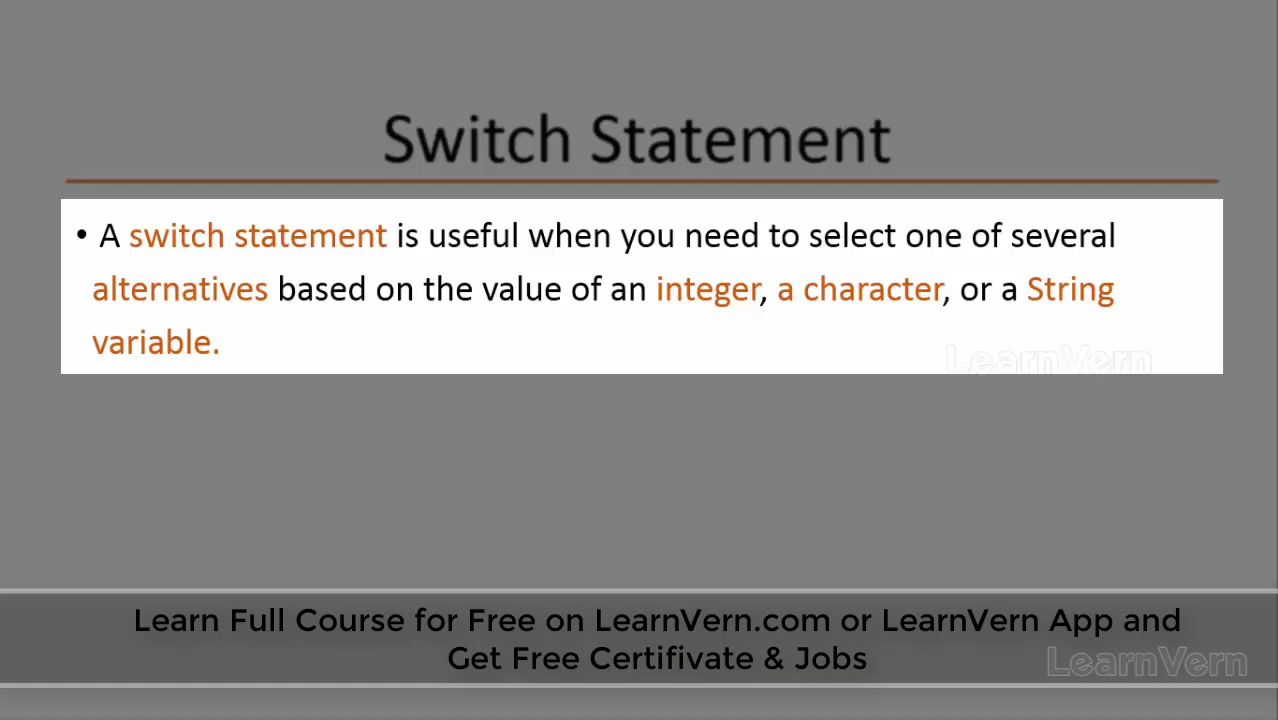 Switch Statement
• A switch statement is useful when you need to select one of several
alternatives based on the value of an integer, a character, or a String
variable.
LearnVern
Learn Full Course for Free on LearnVern.com or LearnVern App and
Get Free Certifivate & Jobs
LearnVern